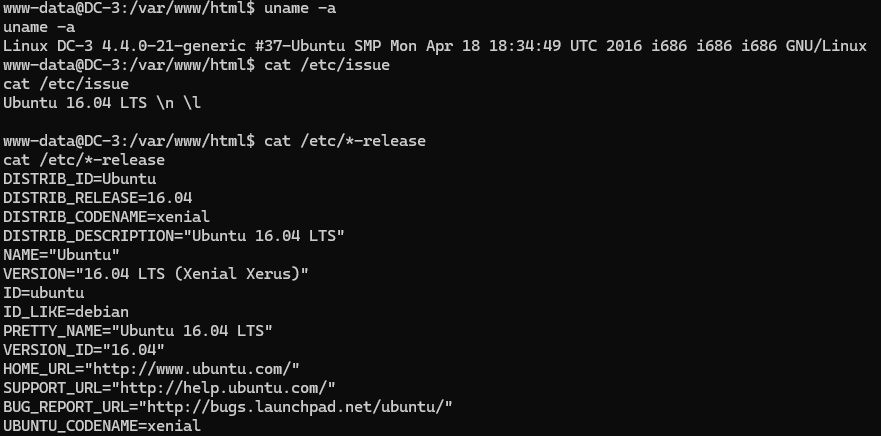 www-data@DC-3:/var/www/html$ uname -a
uname -a
Linux DC-3 4.4.0-21-generic #37-Ubuntu SMP Mon Apr 18 18:34:49 UTC 2016 i686 i686 i686 GNU/Linux
www-data@DC-3:/var/www/html$ cat /etc/issue
cat /etc/issue
Ubuntu 16.04 LTS \n \l

www-data@DC-3:/var/www/html$ cat /etc/*-release
cat /etc/*-release
DISTRIB_ID=Ubuntu
DISTRIB_RELEASE=16.04
DISTRIB_CODENAME=xenial
DISTRIB_DESCRIPTION="Ubuntu 16.04 LTS"
NAME="Ubuntu"
VERSION="16.04 LTS (Xenial Xerus)"
ID=ubuntu
ID_LIKE=debian
PRETTY_NAME="Ubuntu 16.04 LTS"
VERSION_ID="16.04"
HOME_URL="http://www.ubuntu.com/"
SUPPORT_URL="http://help.ubuntu.com/"
BUG_REPORT_URL="http://bugs.launchpad.net/ubuntu/"
UBUNTU_CODENAME=xenial